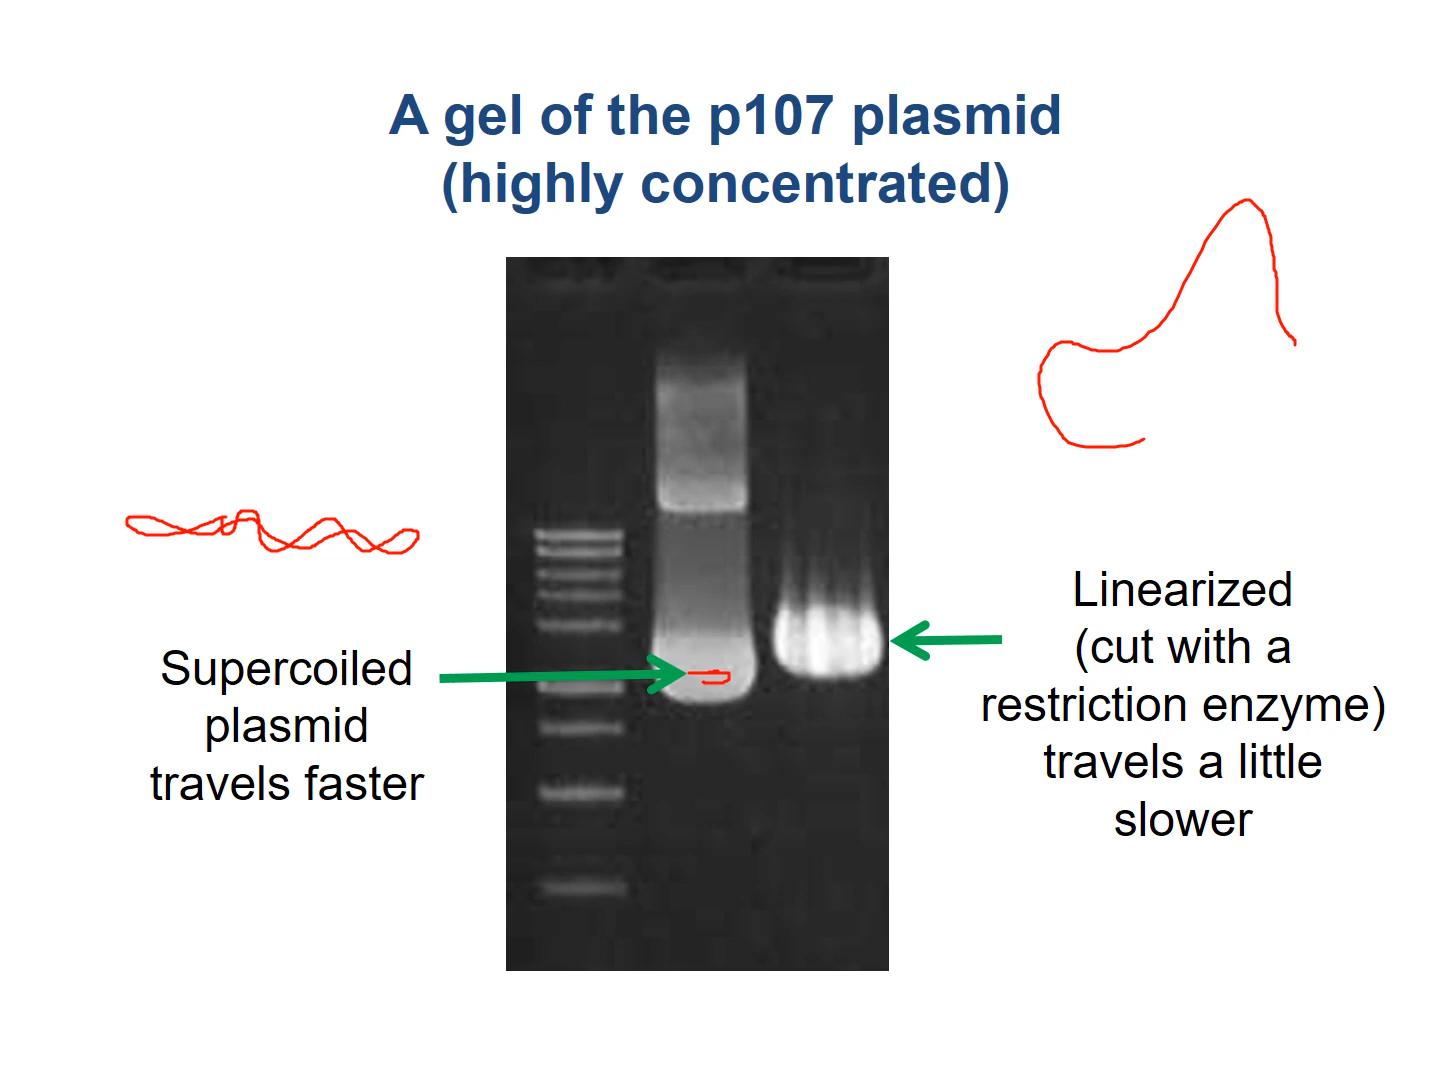 A gel of the p107 plasmid
(highly concentrated)
Supercoiled
plasmid
travels faster
Linearized
(cut with a
restriction enzyme)
travels a little
slower